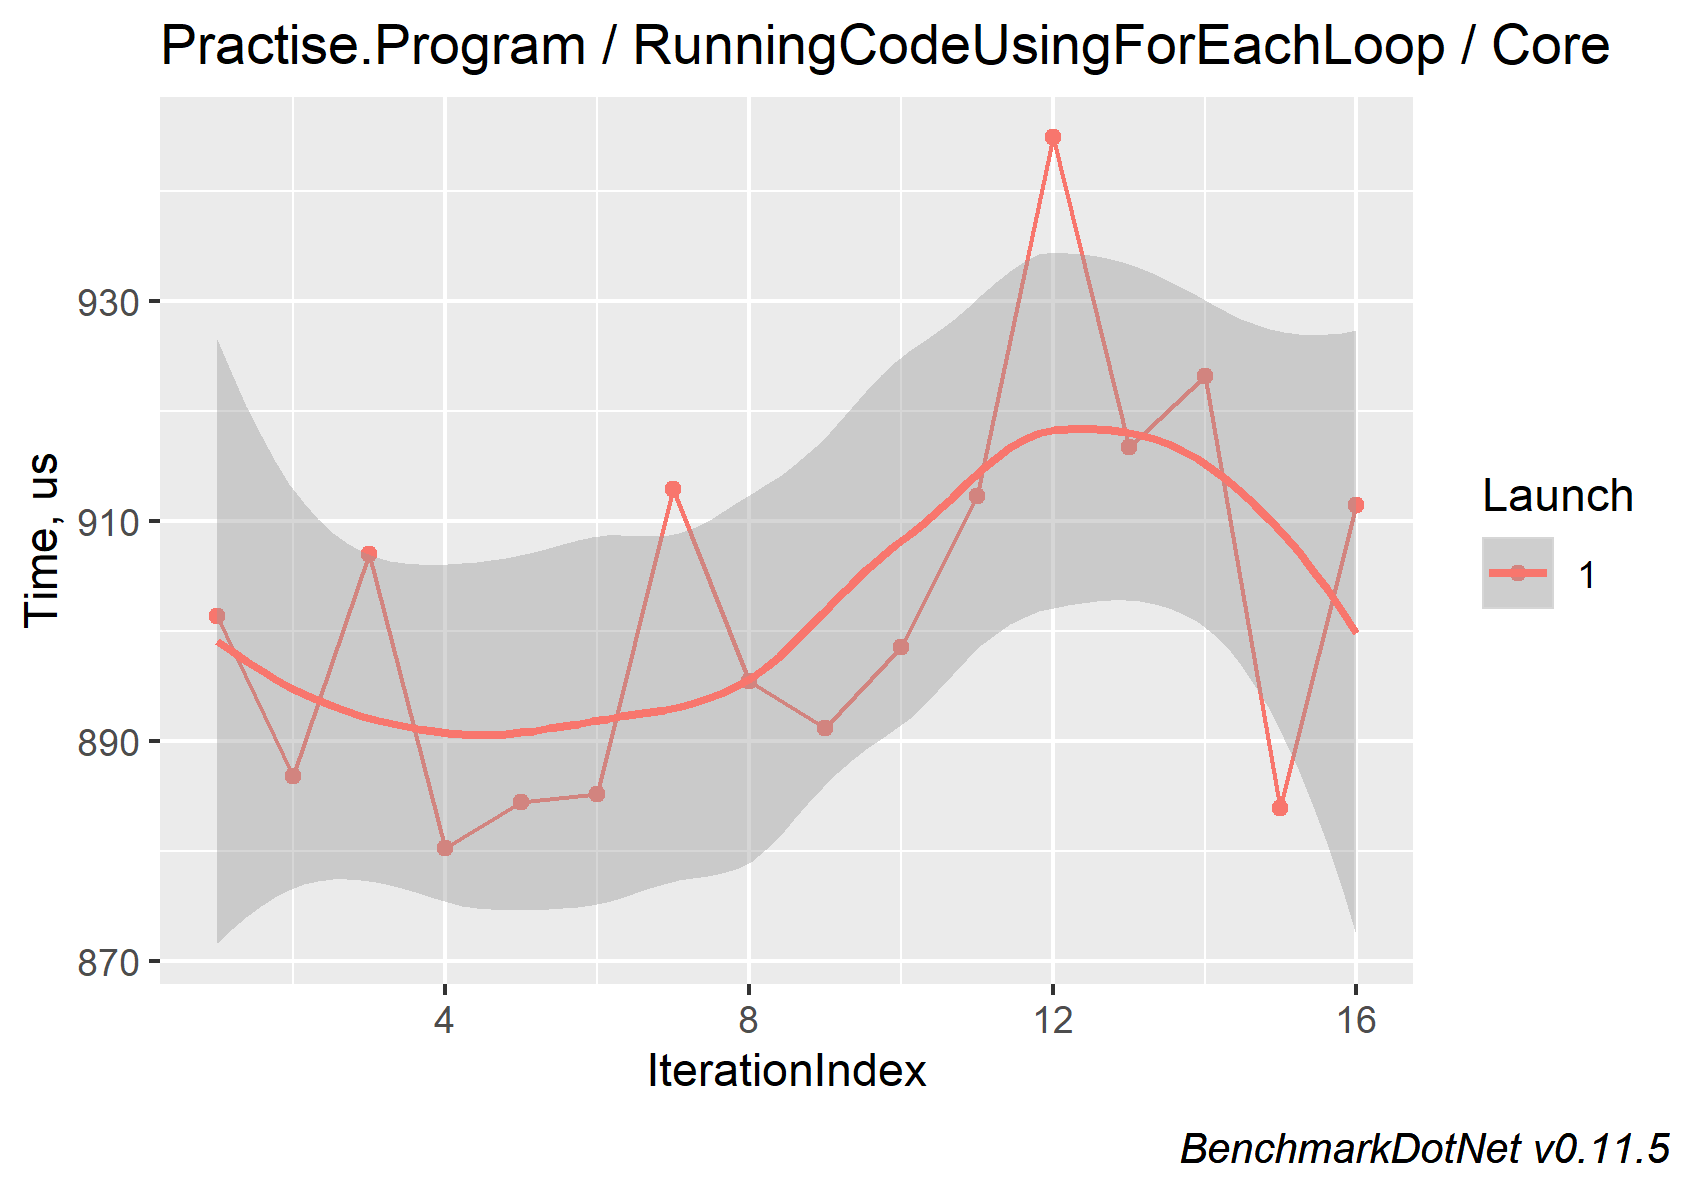 Practise.Program / RunningCodeUsingForEachLoop / Core
Time, us
930
910
890
870
4 8 12 16
IterationIndex
Launch
1
BenchmarkDotNet v0.11.5